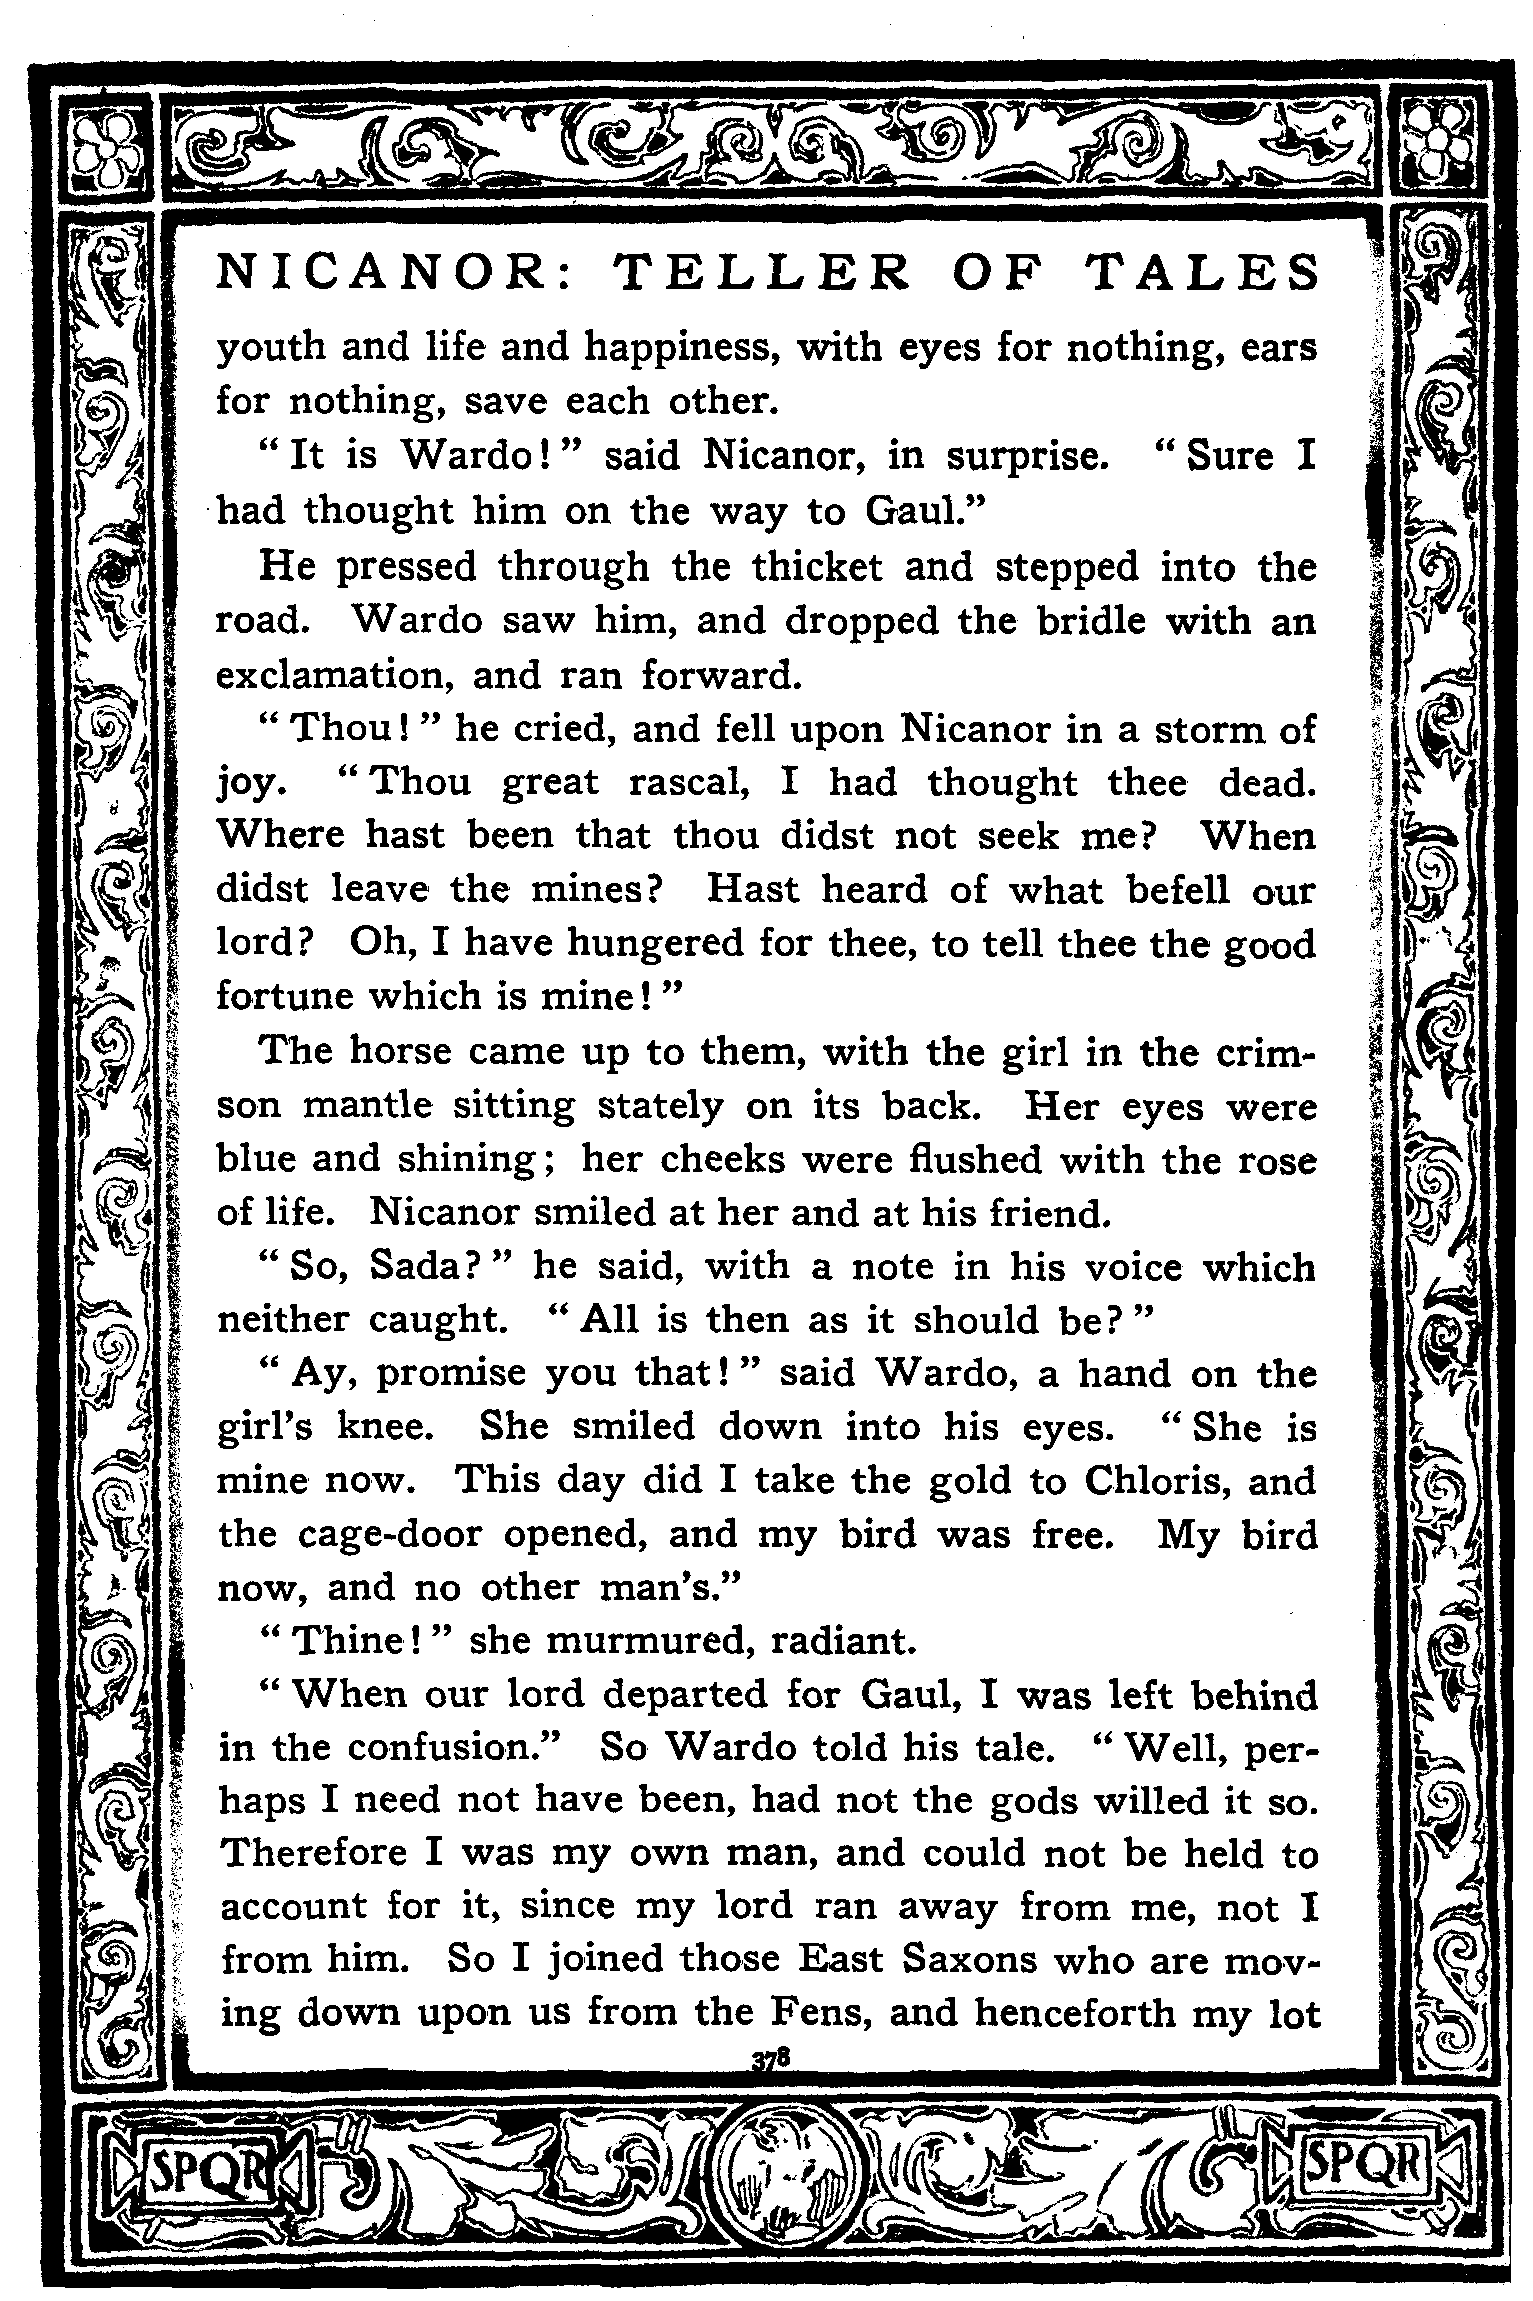 NICANOR: TELLER OF TALES
youth and life and happiness, with eyes for nothing, ears
for nothing, save each other.
“It is Wardo!” said Nicanor, in surprise. “Sure I
had thought him on the way to Gaul.”
He pressed through the thicket and stepped into the
road. Wardo saw him, and dropped the bridle with an
exclamation, and ran forward.
“Thou!” he cried, and fell upon Nicanor in a storm of
joy. “Thou great rascal, I had thought thee dead.
Where hast been that thou didst not seek me? When
didst leave the mines? Hast heard of what befell our
lord? Oh, I have hungered for thee, to tell thee the good
fortune which is mine!”
The horse came up to them, with the girl in the crim-
son mantle sitting stately on its back. Her eyes were
blue and shining; her cheeks were flushed with the rose
of life. Nicanor smiled at her and at his friend.
“So, Sada?” he said, with a note in his voice which
neither caught. “All is then as it should be?”
“Ay, promise you that!” said Wardo, a hand on the
girl’s knee. She smiled down into his eyes. “She is
mine now. This day did I take the gold to Chloris, and
the cage-door opened, and my bird was free. My bird
now, and no other man’s.”
“Thine!” she murmured, radiant.
“When our lord departed for Gaul, I was left behind
in the confusion.” So Wardo told his tale. “Well, per-
haps I need not have been, had not the gods willed it so.
Therefore I was my own man, and could not be held to
account for it, since my lord ran away from me, not I
from him. So I joined those East Saxons who are mov-
ing down upon us from the Fens, and henceforth my lot
378
SPQR SPQR